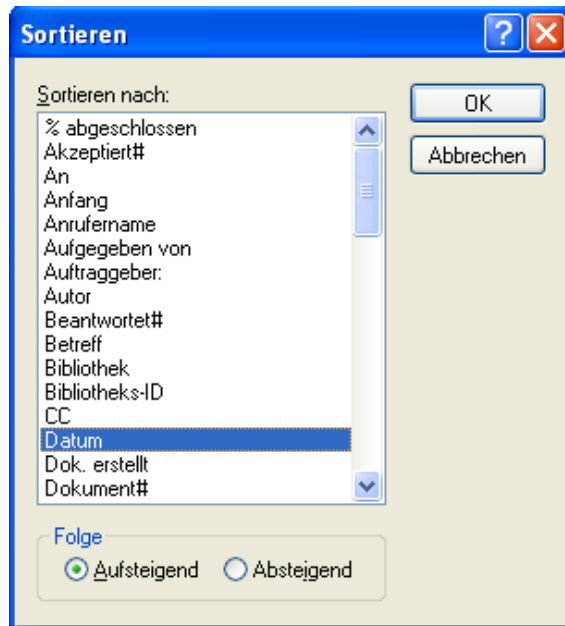 Sortieren
Sortieren nach:
% abgeschlossen
Akzeptiert#
An
Anfang
Anrufername
Aufgegeben von
Auftraggeber:
Autor
Beantwortet#
Betreff
Bibliothek
Bibliotheks-ID
CC
Datum
Dok. erstellt
Dokument#
OK
Abbrechen
Folge
Aufsteigend Absteigend